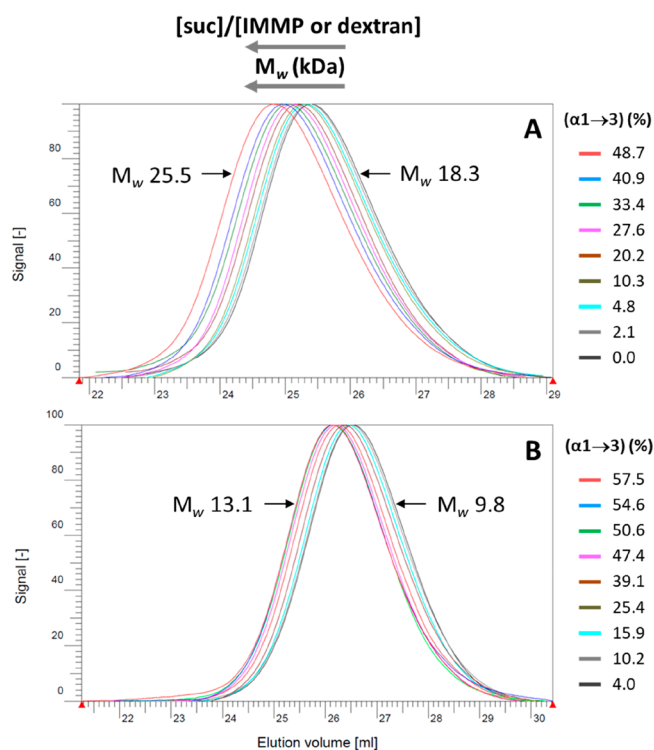 [suc]/[IMMP or dextran]
Mw (kDa)
A
(α1→3) (%)
48.7
40.9
33.4
27.6
20.2
10.3
4.8
2.1
0.0
Mw 25.5
Mw 18.3
Signal [-]
80
60
40
20
0
22 23 24 25 26 27 28 29
B
(α1→3) (%)
57.5
54.6
50.6
47.4
39.1
25.4
15.9
10.2
4.0
Mw 13.1
Mw 9.8
Signal [-]
100
80
60
40
20
0
22 23 24 25 26 27 28 29 30
Elution volume [ml]